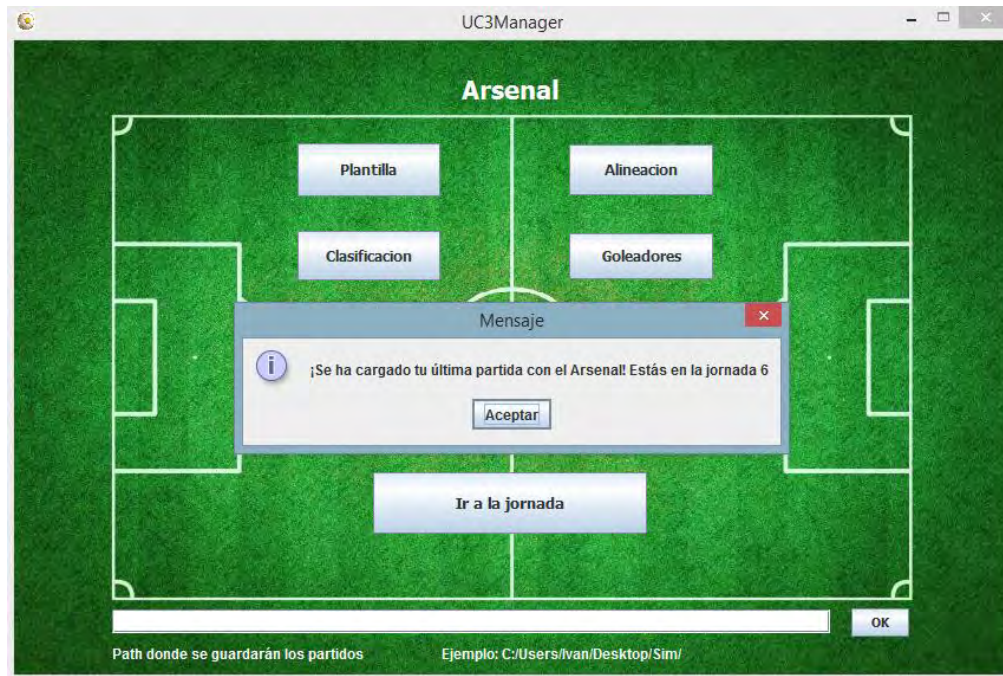 UC3Manager
Arsenal
Plantilla
Alineacion
Clasificacion
Goleadores
Mensaje
¡Se ha cargado tu última partida con el Arsenal! Estás en la jornada 6
Aceptar
Ir a la jornada
OK
Path donde se guardarán los partidos
Ejemplo: C:/Users/Ivan/Desktop/Sim/